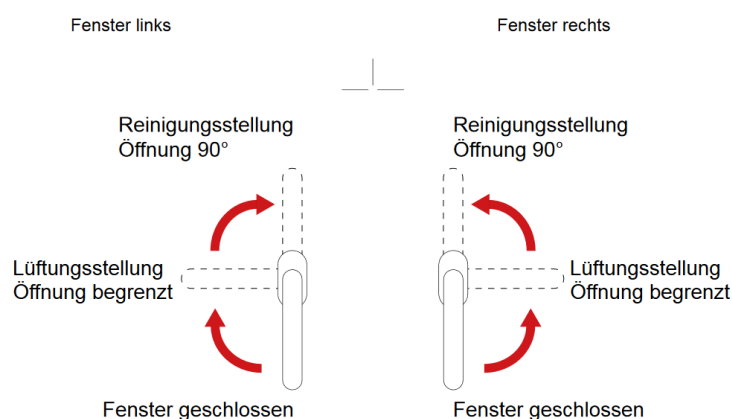 Fenster links
Fenster rechts
Reinigungsstellung
Öffnung 90°
Reinigungsstellung
Öffnung 90°
Lüftungsstellung
Öffnung begrenzt
Lüftungsstellung
Öffnung begrenzt
Fenster geschlossen
Fenster geschlossen